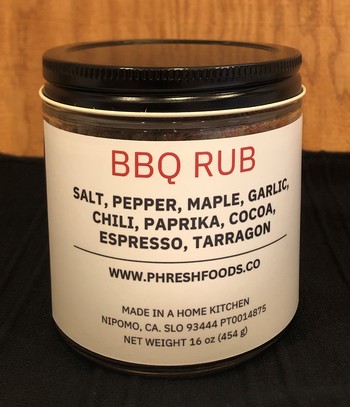 BBQ RUB
SALT, PEPPER, MAPLE, GARLIC,
CHILI, PAPRIKA, COCOA,
ESPRESSO, TARRAGON
WWW.PHRESHFOODS.CO
MADE IN A HOME KITCHEN
NIPOMO, CA. SLO 93444 PT0014875
NET WEIGHT 16 oz (454 g)